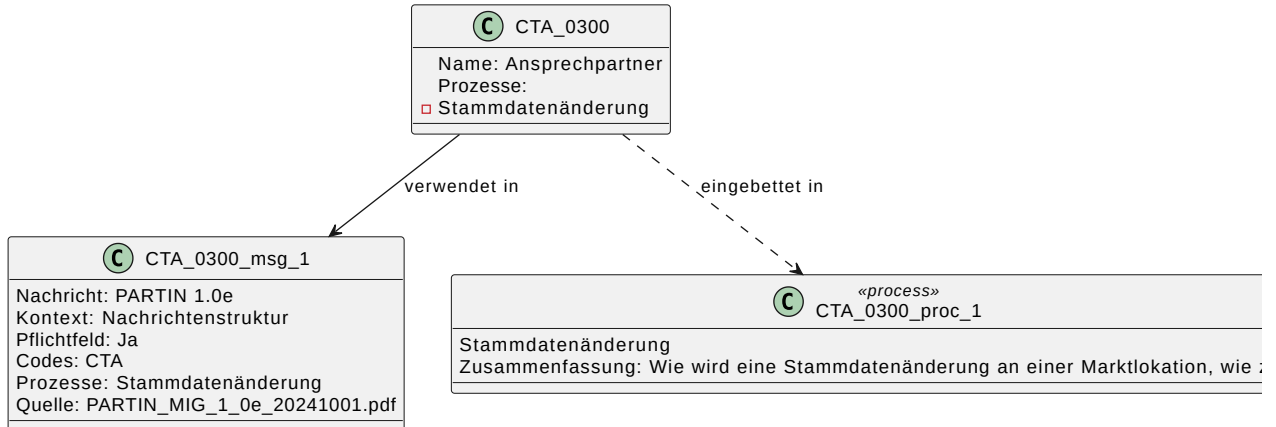 C CTA_0300
Name: Ansprechpartner
Prozesse:
Stammdatenänderung
verwendet in
eingebettet in
C CTA_0300_msg_1
Nachricht: PARTIN 1.0e
Kontext: Nachrichtenstruktur
Pflichtfeld: Ja
Codes: CTA
Prozesse: Stammdatenänderung
Quelle: PARTIN_MIG_1_0e_20241001.pdf
«process»
C CTA_0300_proc_1
Stammdatenänderung
Zusammenfassung: Wie wird eine Stammdatenänderung an einer Marktlokation, wie